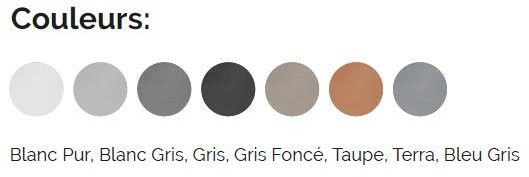 Couleurs:
Blanc Pur, Blanc Gris, Gris, Gris Foncé, Taupe, Terra, Bleu Gris